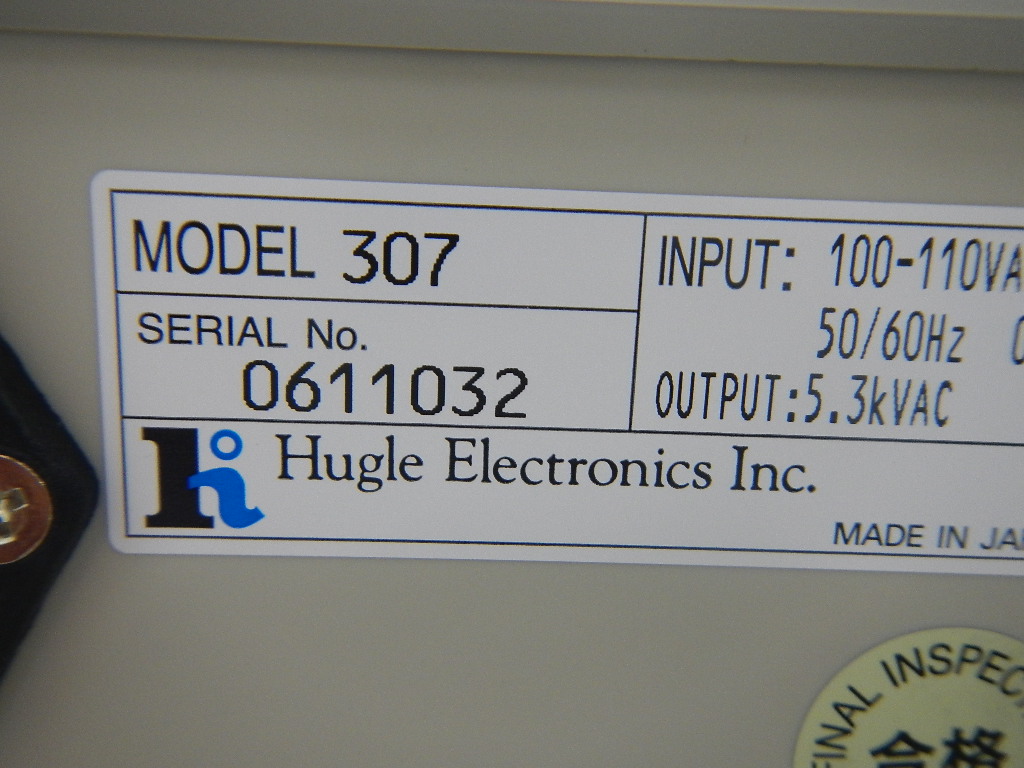 MODEL 307
SERIAL No.
0611032
INPUT: 100-110VA
50/60Hz
OUTPUT:5.3kVAC
Hugle Electronics Inc.
MADE IN JA
FINAL INSPEC
合格